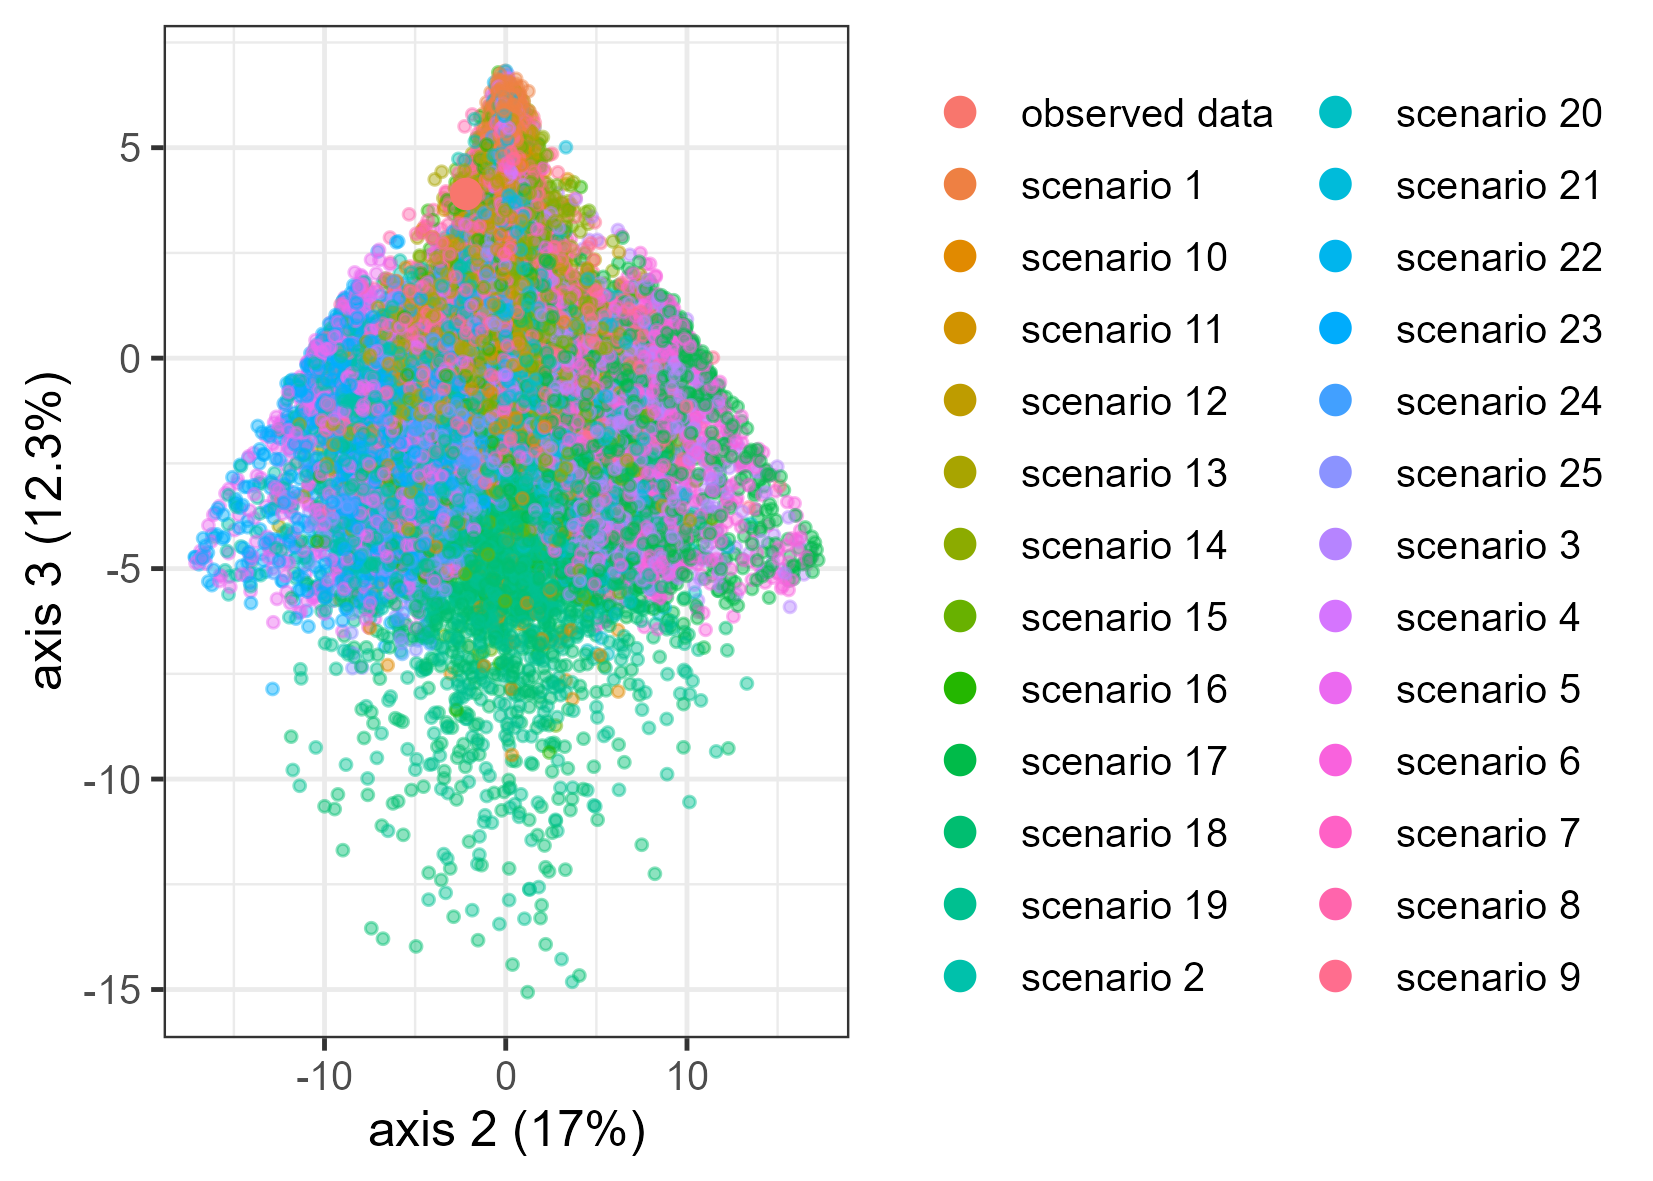 5
0
-5
-10
-15
axis 3 (12.3%)
-10 0 10
axis 2 (17%)
observed data
scenario 1
scenario 10
scenario 11
scenario 12
scenario 13
scenario 14
scenario 15
scenario 16
scenario 17
scenario 18
scenario 19
scenario 2
scenario 20
scenario 21
scenario 22
scenario 23
scenario 24
scenario 25
scenario 3
scenario 4
scenario 5
scenario 6
scenario 7
scenario 8
scenario 9